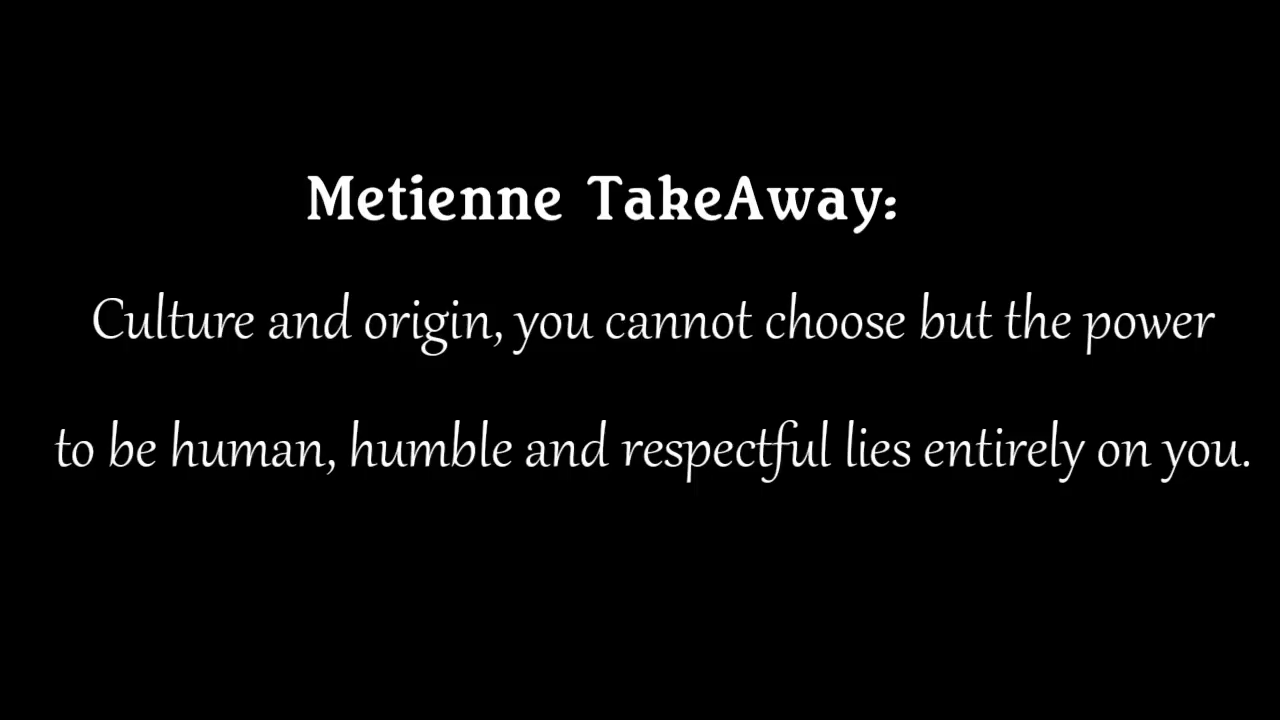 Metienne TakeAway:
Culture and origin, you cannot choose but the power
to be human, humble and respectful lies entirely on you.